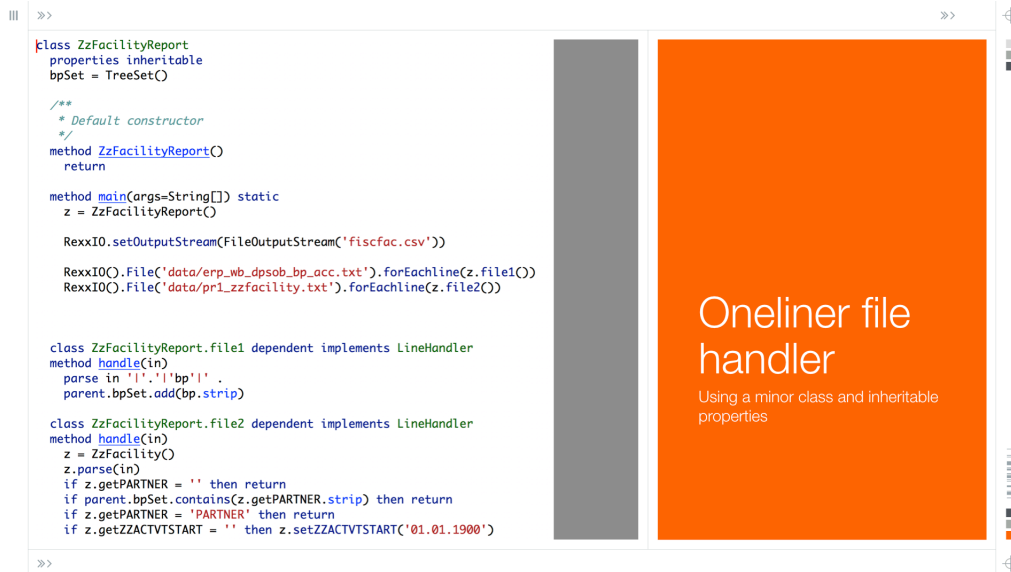 class ZzFacilityReport
properties inheritable
bpSet = TreeSet()
/**
* Default constructor
*/
method ZzFacilityReport()
return
method main(args=String[]) static
z = ZzFacilityReport()
RexxIO.setOutputStream(FileOutputStream('fiscfac.csv'))
RexxIO().File('data/erp_wb_dpsob_bp_acc.txt').forEachline(z.file1())
RexxIO().File('data/pr1_zzfacility.txt').forEachline(z.file2())
class ZzFacilityReport.file1 dependent implements LineHandler
method handle(in)
parse in '|'.'|'bp'|' .
parent.bpSet.add(bp.strip)
class ZzFacilityReport.file2 dependent implements LineHandler
method handle(in)
z = ZzFacility()
z.parse(in)
if z.getPARTNER = '' then return
if parent.bpSet.contains(z.getPARTNER.strip) then return
if z.getPARTNER = 'PARTNER' then return
if z.getZZACTVTSTART = '' then z.setZZACTVTSTART('01.01.1900')
Oneliner file
handler
Using a minor class and inheritable
properties